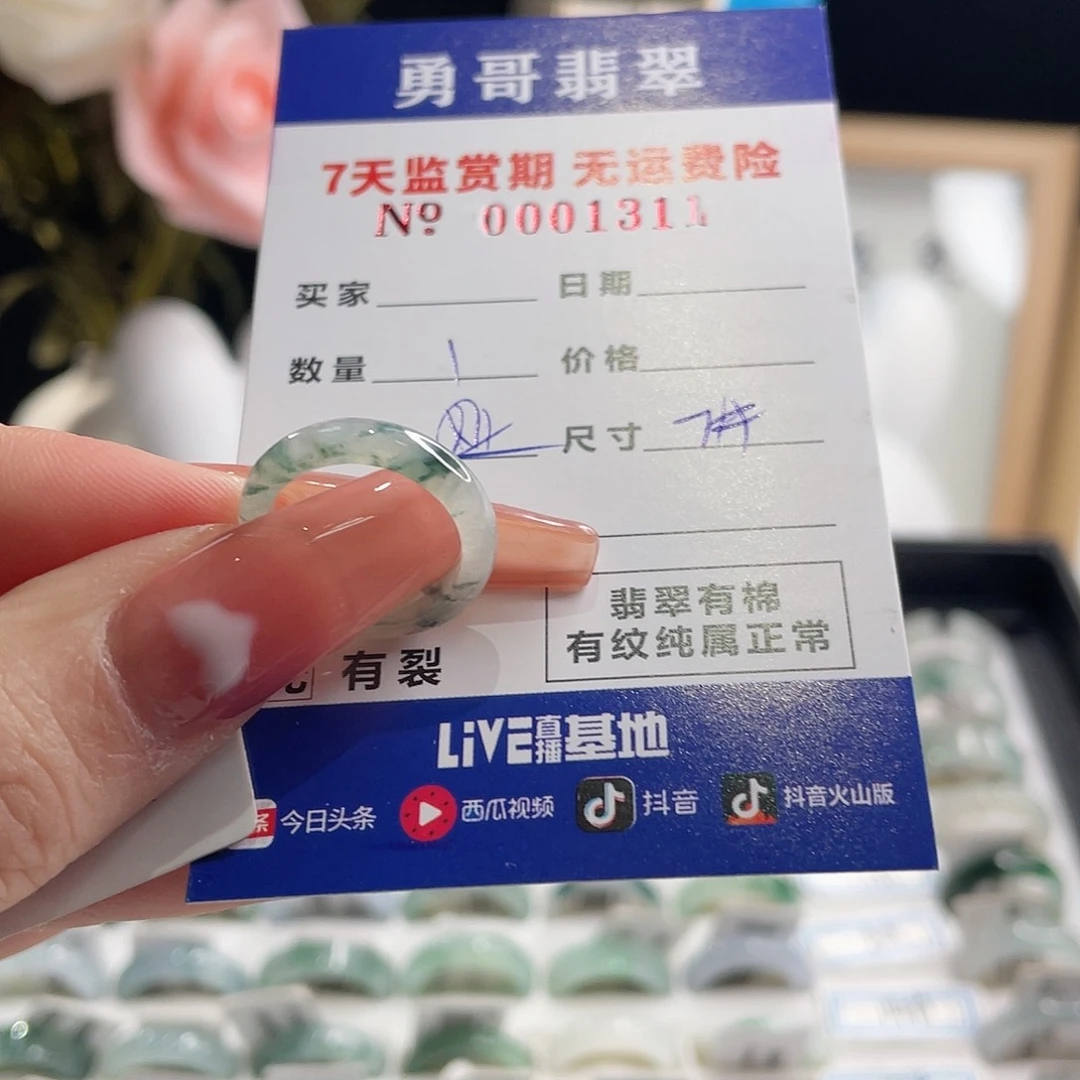 勇哥翡翠
7天监赏期 无运费险
Nº 0001311
买家 日期
数量 1 价格
尺寸 7#
翡翠有棉
有纹纯属正常
有裂
LiVE直播基地
今日头条 西瓜视频 抖音 抖音火山版